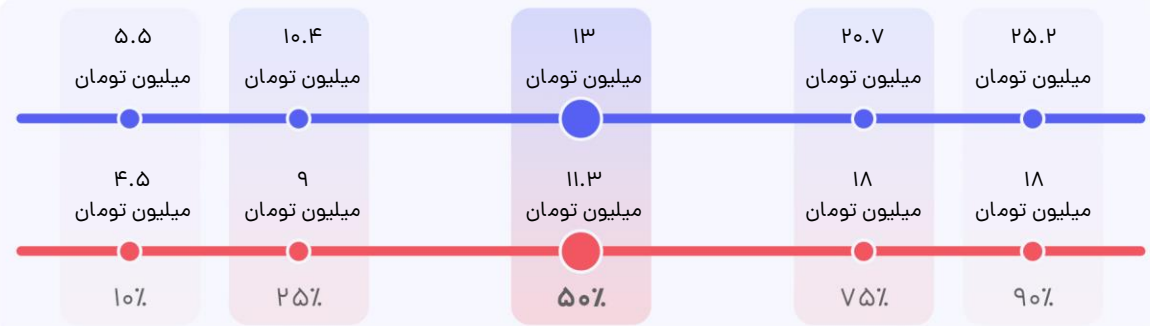 ۵.۵
میلیون تومان
۱۰.۴
میلیون تومان
۱۳
میلیون تومان
۲۰.۷
میلیون تومان
۲۵.۲
میلیون تومان
۴.۵
میلیون تومان
۹
میلیون تومان
۱۱.۳
میلیون تومان
۱۸
میلیون تومان
۱۸
میلیون تومان
۱۰٪
۲۵٪
۵۰٪
۷۵٪
۹۰٪